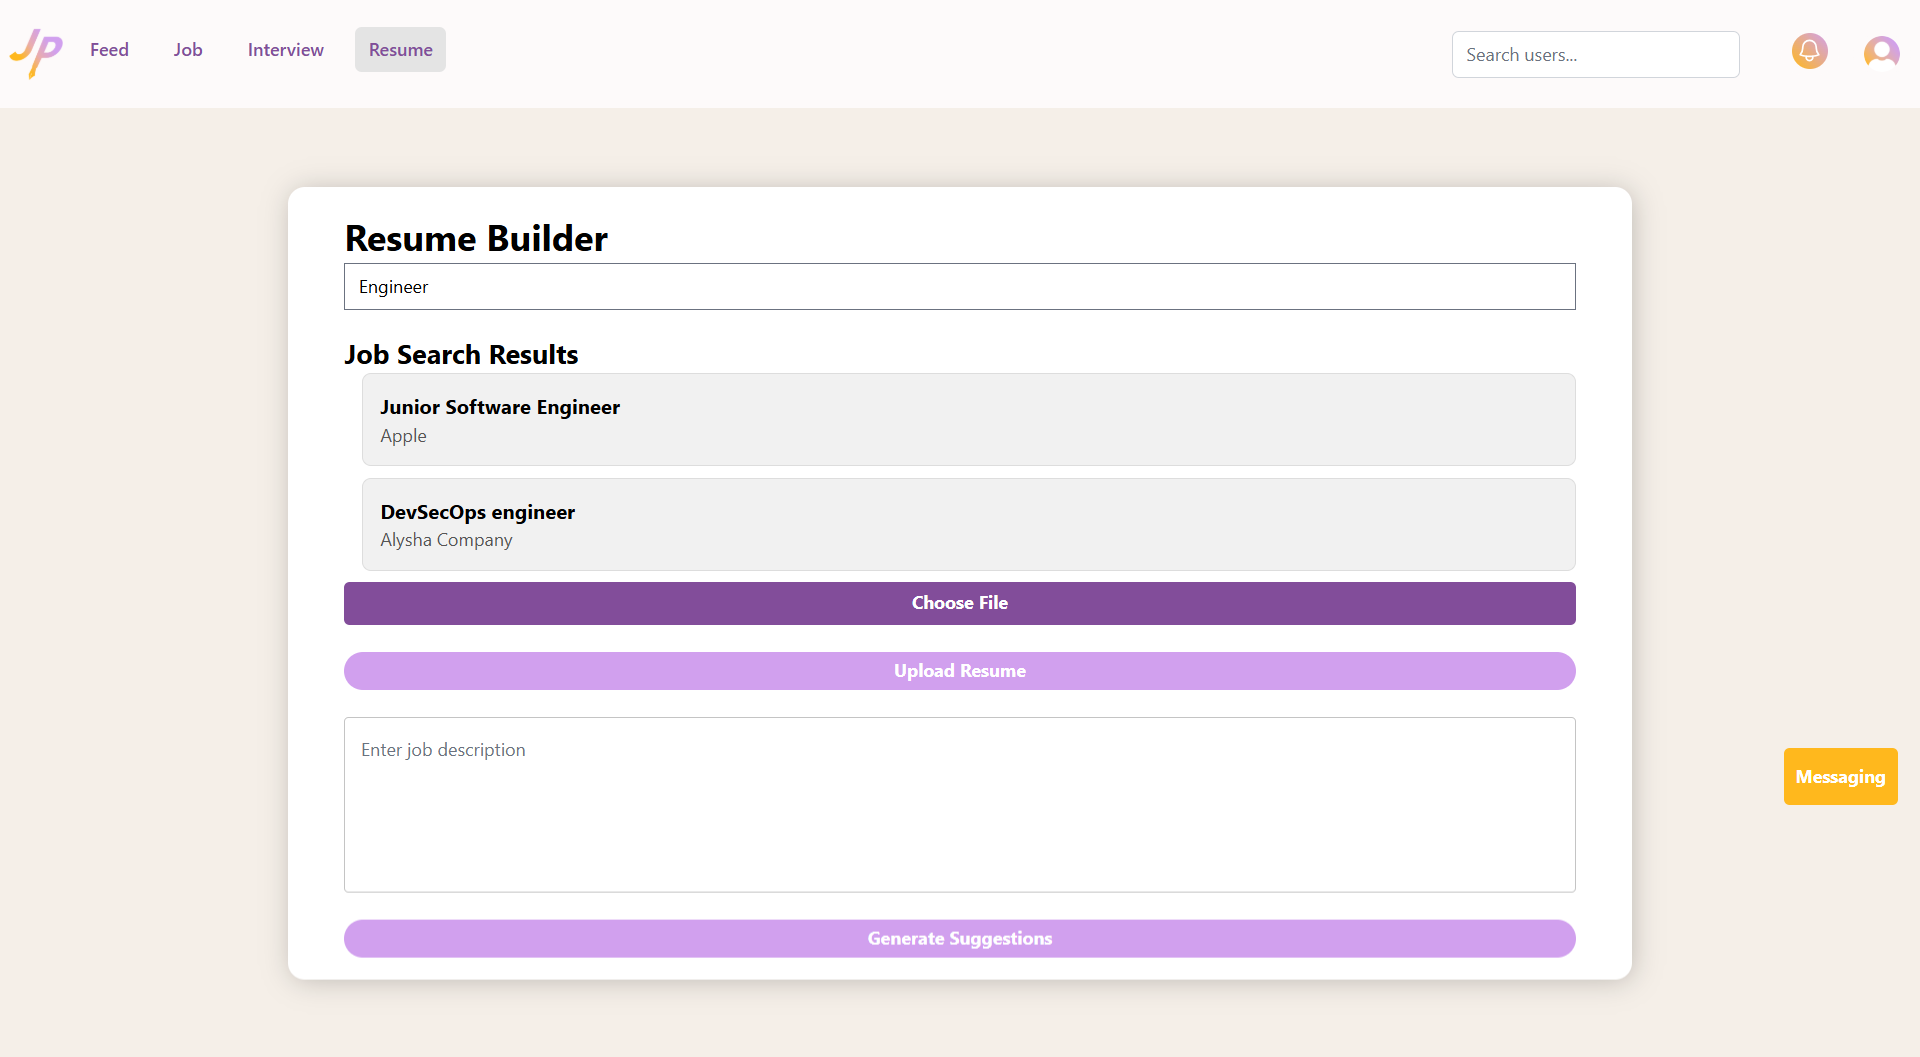 JP
Feed
Job
Interview
Resume
Search users...
Resume Builder
Engineer
Job Search Results
Junior Software Engineer
Apple
DevSecOps engineer
Alysha Company
Choose File
Upload Resume
Enter job description
Messaging
Generate Suggestions